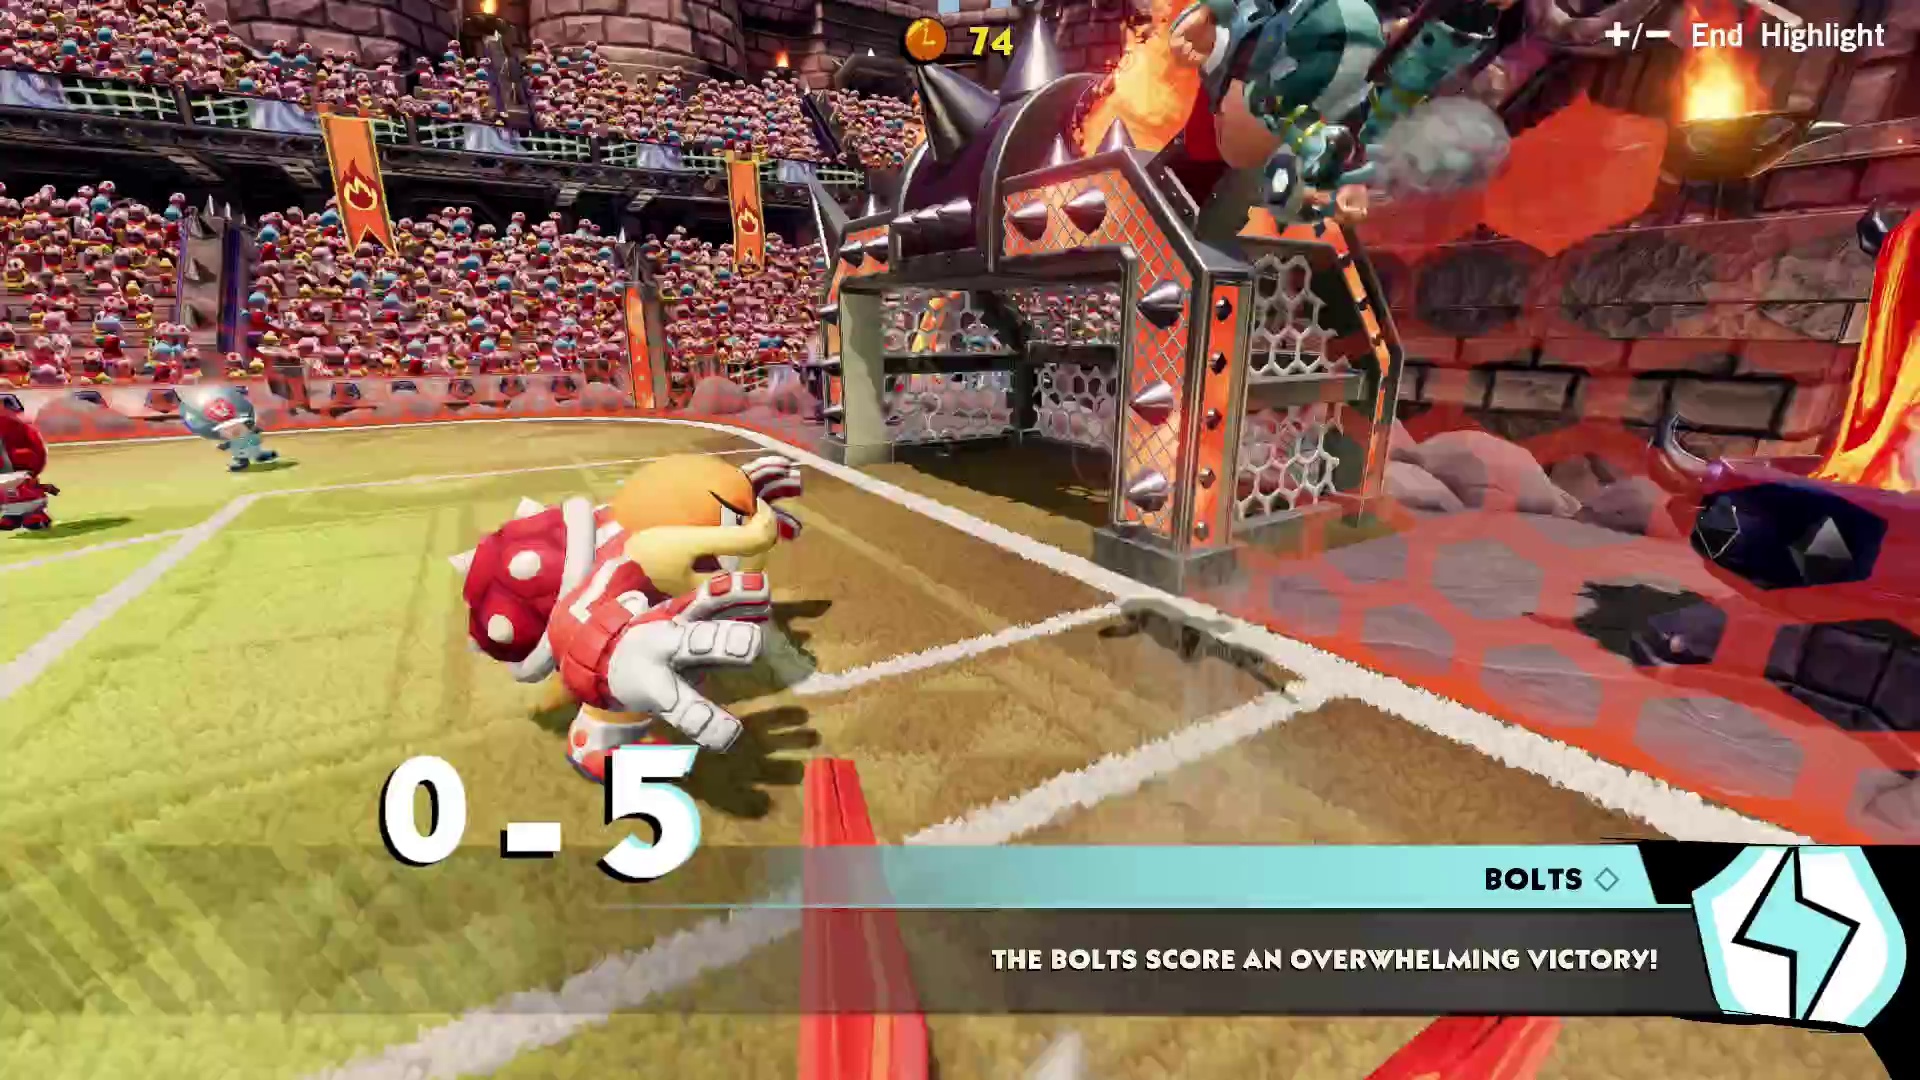 74
+/- End Highlight
0 - 5
BOLTS
THE BOLTS SCORE AN OVERWHELMING VICTORY!